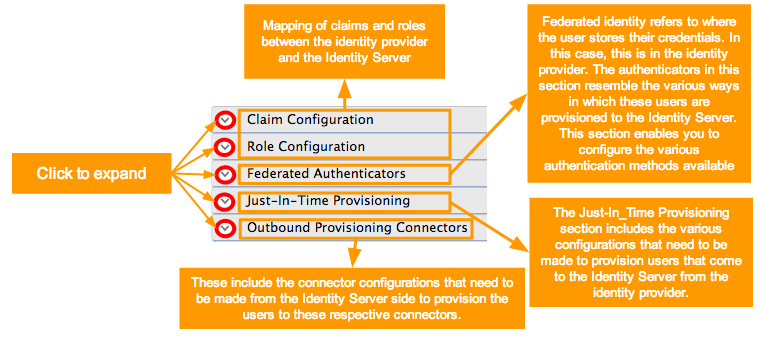 Mapping of claims and roles
between the identity provider
and the Identity Server
Federated identity refers to where
the user stores their credentials. In
this case, this is in the identity
provider. The authenticators in this
section resemble the various ways
in which these users are
provisioned to the Identity Server.
This section enables you to
configure the various
authentication methods available
Click to expand
Claim Configuration
Role Configuration
Federated Authenticators
Just-In-Time Provisioning
Outbound Provisioning Connectors
The Just-In_Time Provisioning
section includes the various
configurations that need to be
made to provision users that come
to the Identity Server from the
identity provider.
These include the connector configurations that need to
be made from the Identity Server side to provision the
users to these respective connectors.